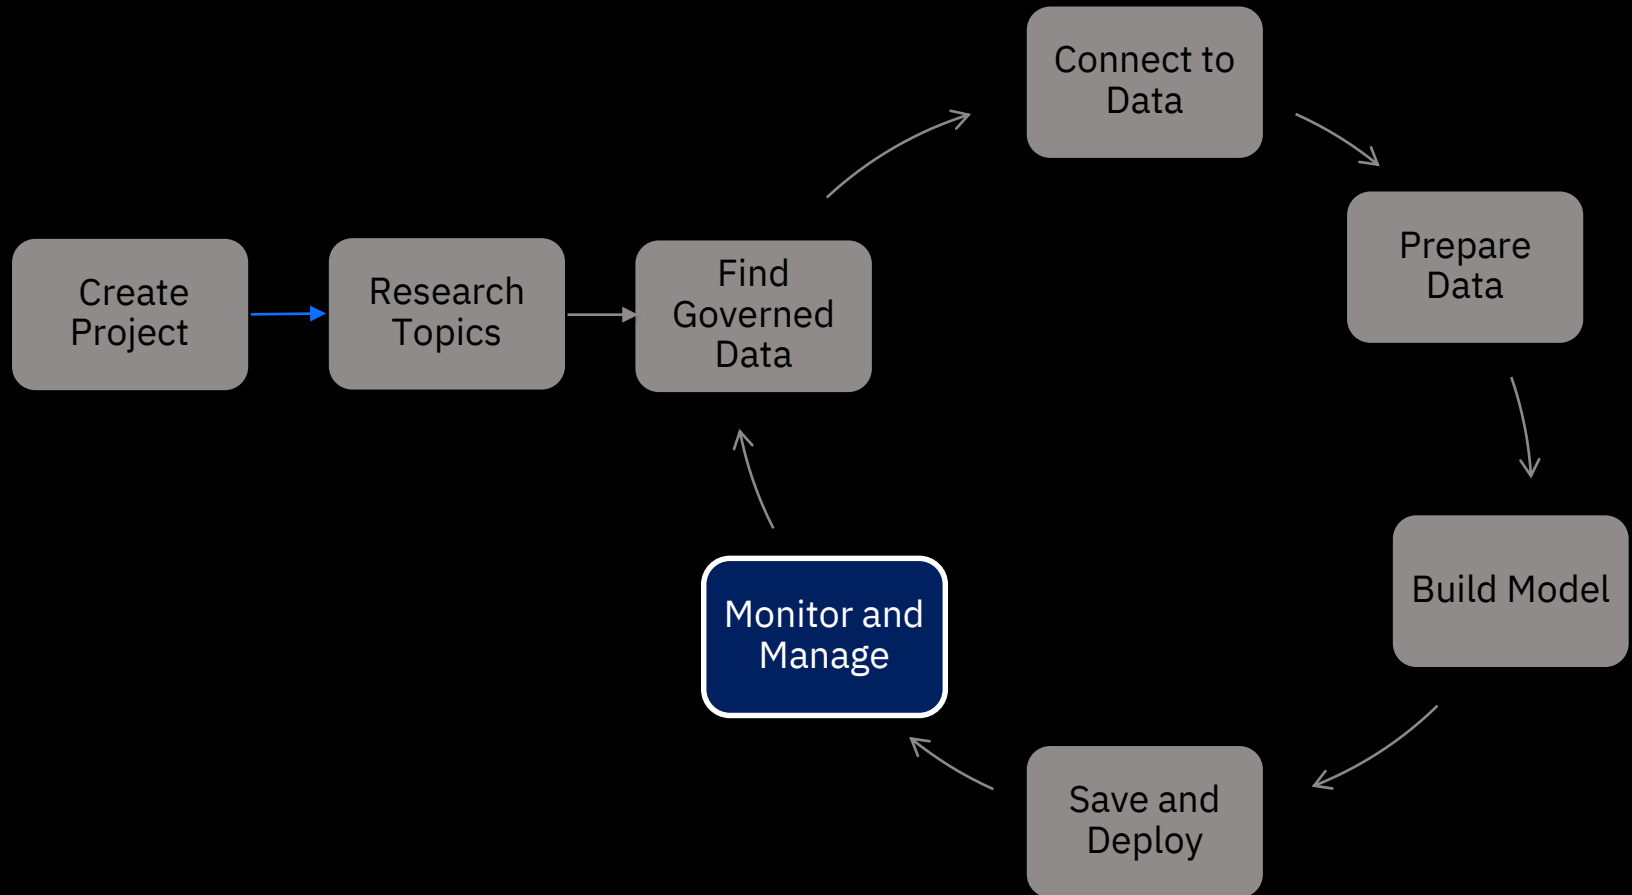 Create
Project
Research
Topics
Find
Governed
Data
Connect to
Data
Prepare
Data
Build Model
Save and
Deploy
Monitor and
Manage